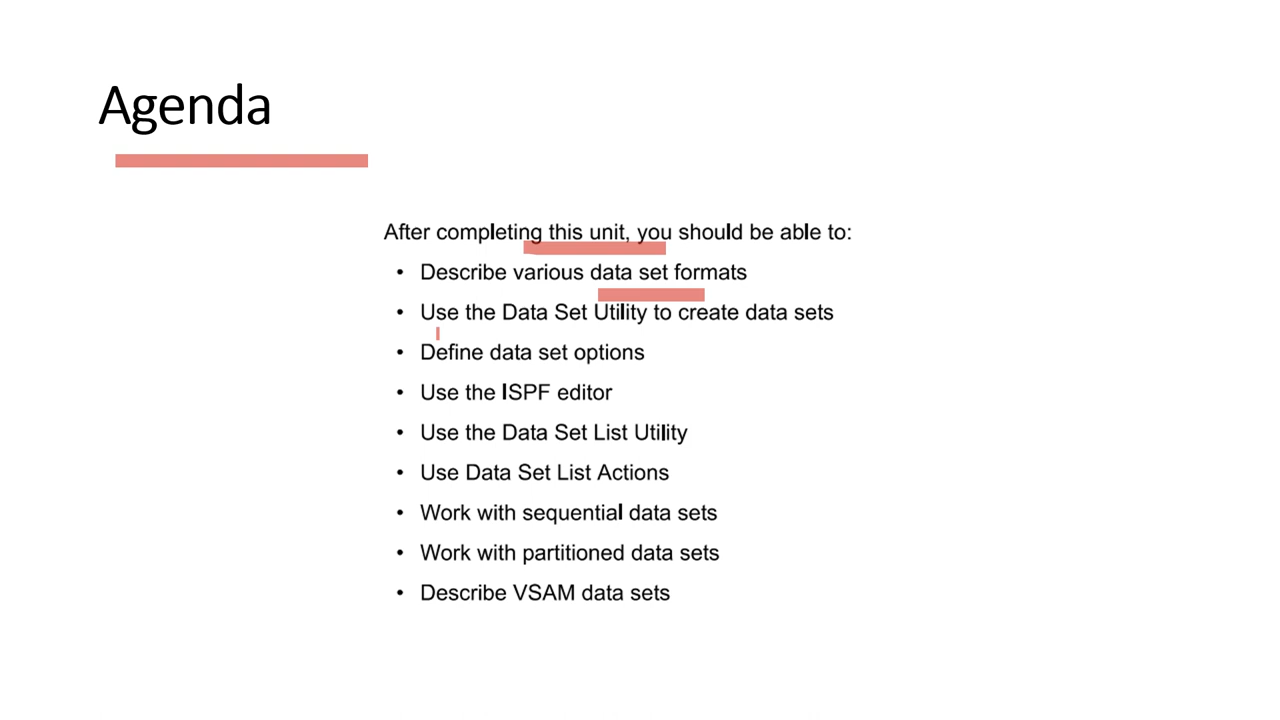 Agenda
After completing this unit, you should be able to:
• Describe various data set formats
• Use the Data Set Utility to create data sets
• Define data set options
• Use the ISPF editor
• Use the Data Set List Utility
• Use Data Set List Actions
• Work with sequential data sets
• Work with partitioned data sets
• Describe VSAM data sets